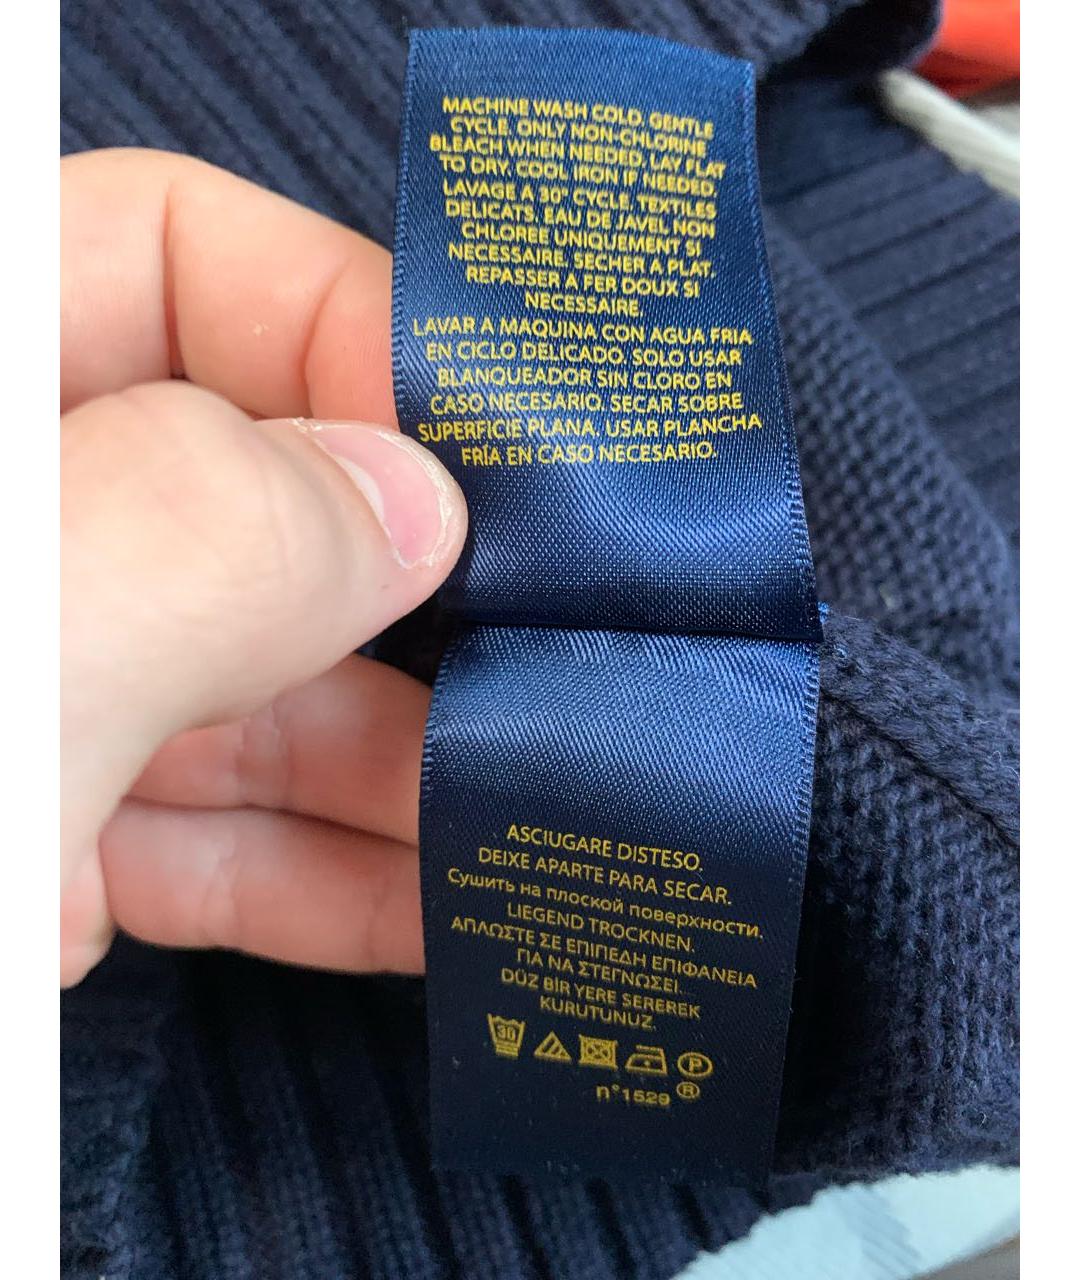 MACHINE WASH COLD. GENTLE
CYCLE. ONLY NON-CHLORINE
BLEACH WHEN NEEDED. LAY FLAT
TO DRY. COOL IRON IF NEEDED.
LAVAGE A 30° CYCLE. TEXTILES
DELICATS. EAU DE JAVEL NON
CHLOREE UNIQUEMENT SI
NECESSAIRE. SECHER A PLAT.
REPASSER A FER DOUX SI
NECESSAIRE.
LAVAR A MAQUINA CON AGUA FRIA
EN CICLO DELICADO. SOLO USAR
BLANQUEADOR SIN CLORO EN
CASO NECESARIO. SECAR SOBRE
SUPERFICIE PLANA. USAR PLANCHA
FRÍA EN CASO NECESARIO.
ASCIUGARE DISTESO.
DEIXE APARTE PARA SECAR.
Сушить на плоской поверхности.
LIEGEND TROCKNEN.
ΑΠΛΩΣΤΕ ΣΕ ΕΠΙΠΕΔΗ ΕΠΙΦΑΝΕΙΑ
ΓΙΑ ΝΑ ΣΤΕΓΝΩΣΕΙ.
DÜZ BİR YERE SEREREK
KURUTUNUZ.
30 P
n°1529 ®